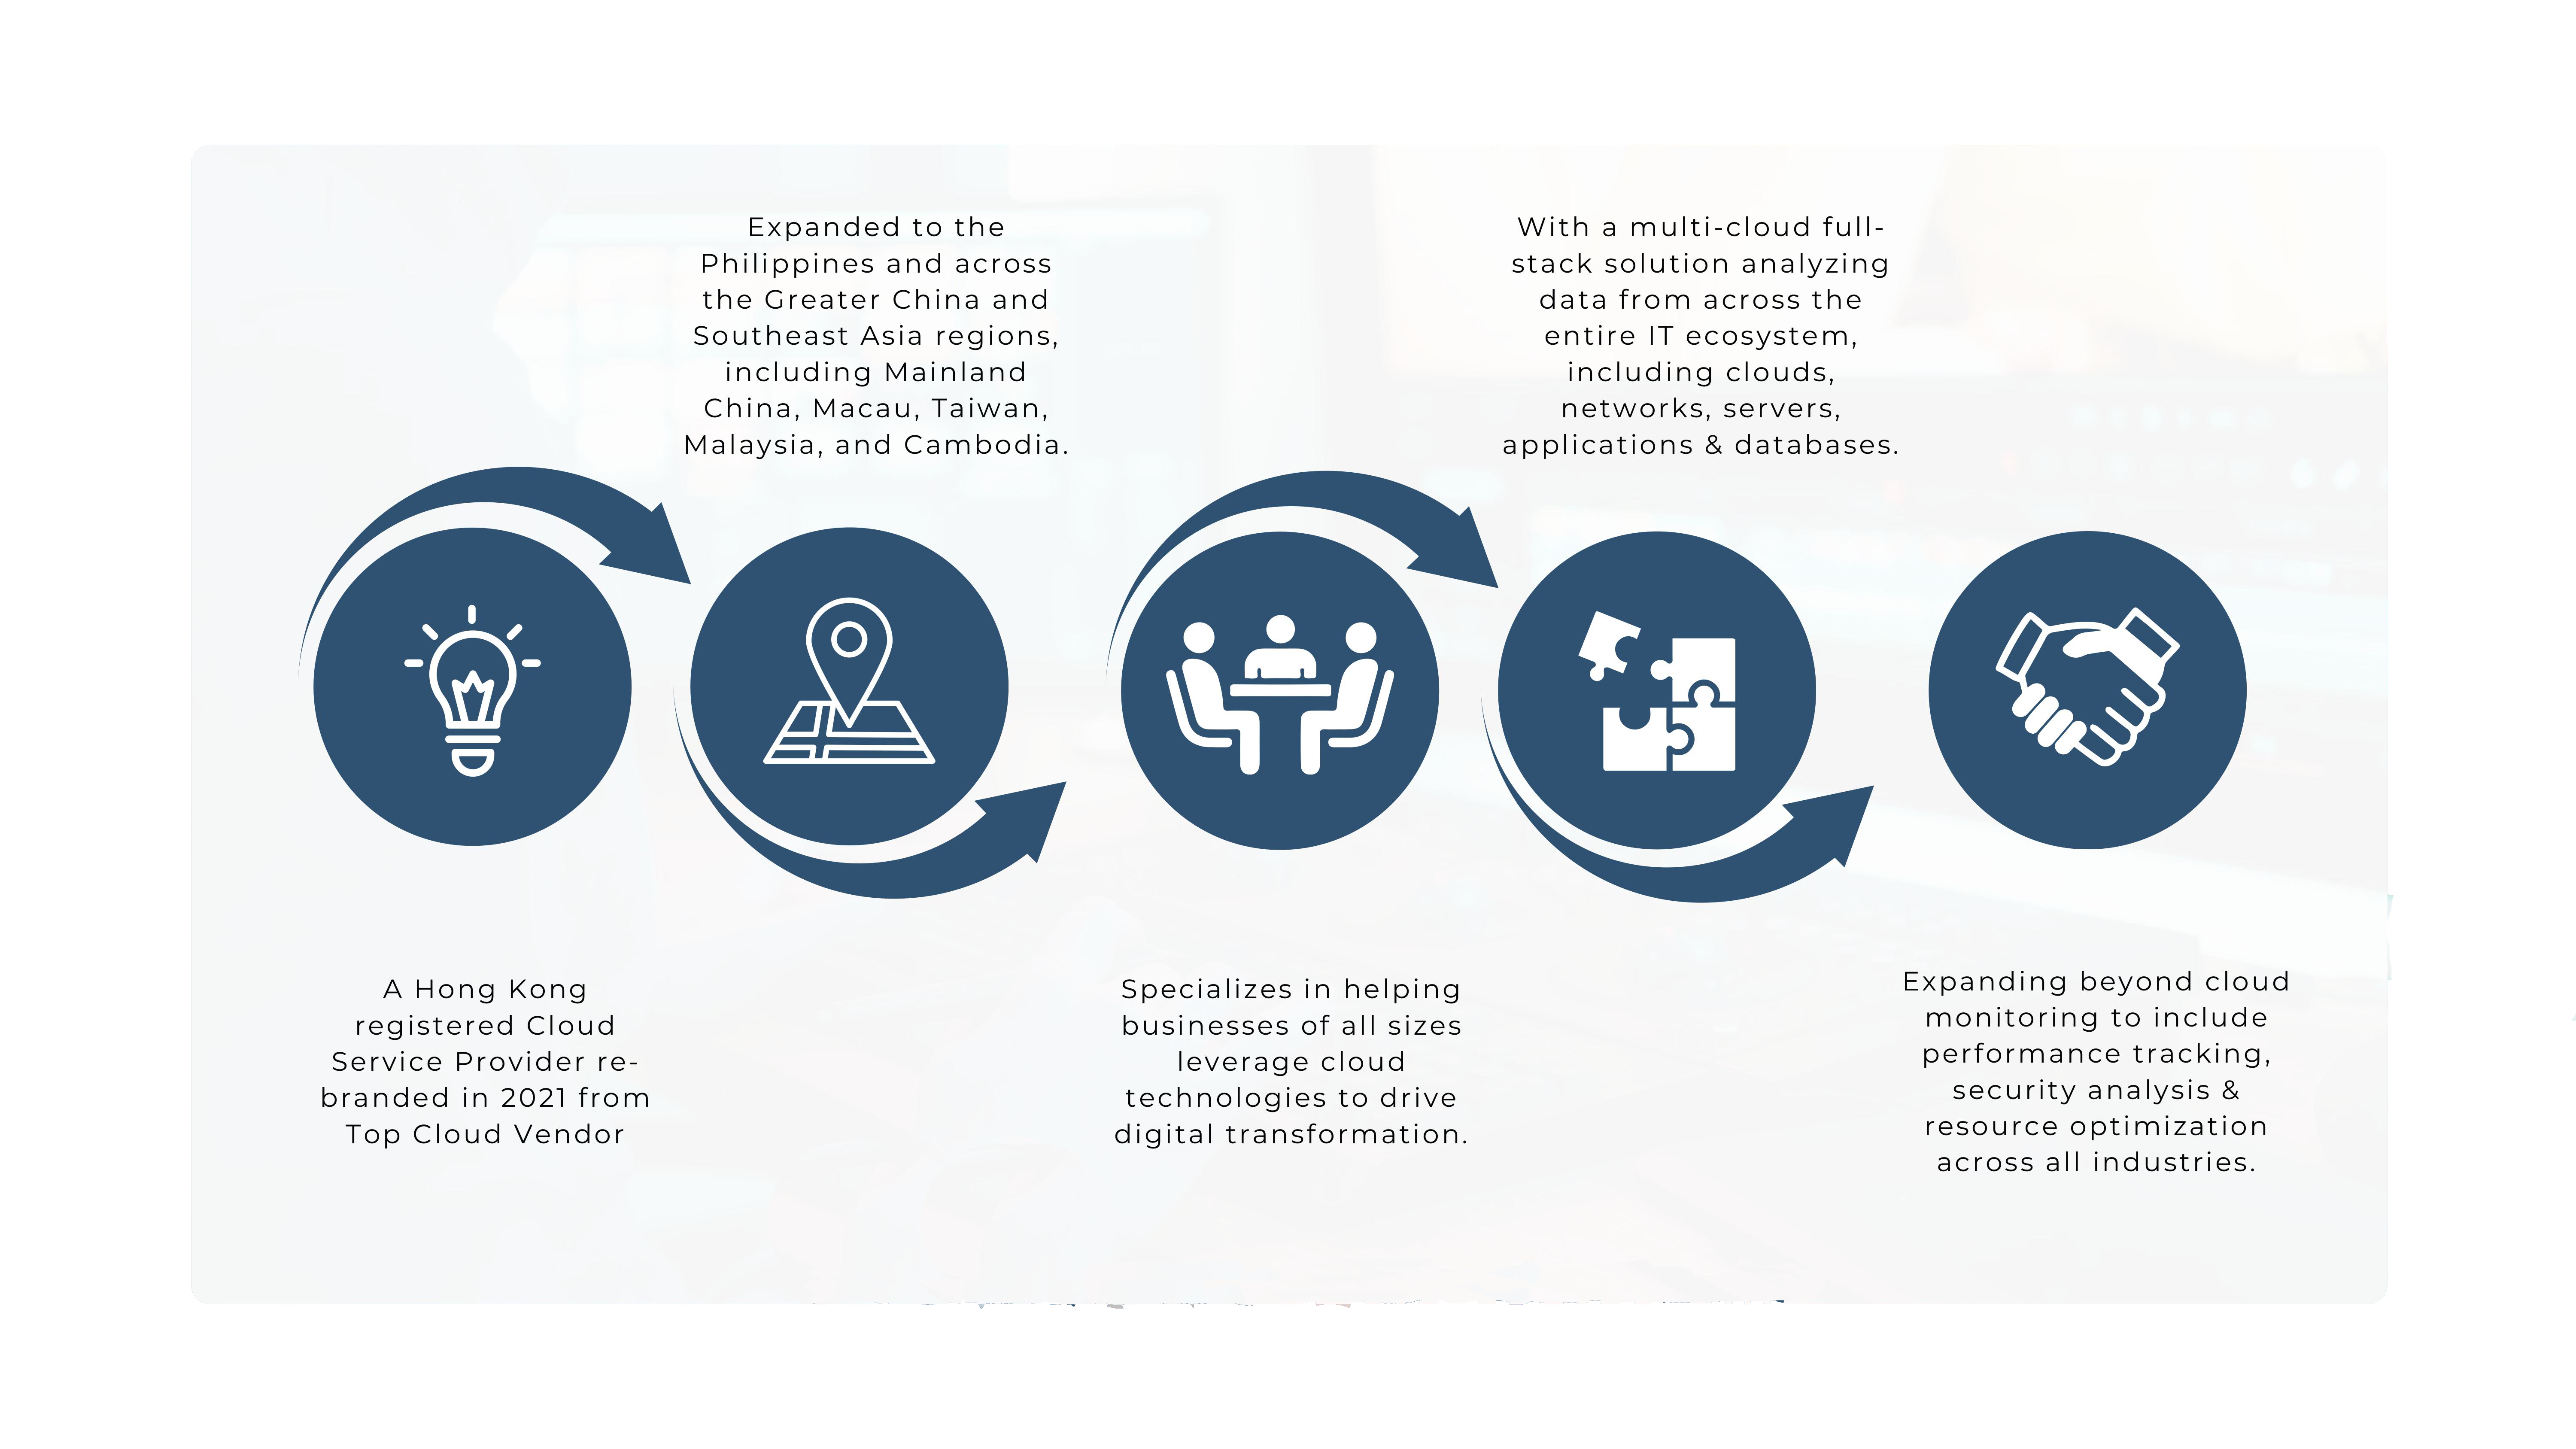 A Hong Kong
registered Cloud
Service Provider re-
branded in 2021 from
Top Cloud Vendor
Expanded to the
Philippines and across
the Greater China and
Southeast Asia regions,
including Mainland
China, Macau, Taiwan,
Malaysia, and Cambodia.
Specializes in helping
businesses of all sizes
leverage cloud
technologies to drive
digital transformation.
With a multi-cloud full-
stack solution analyzing
data from across the
entire IT ecosystem,
including clouds,
networks, servers,
applications & databases.
Expanding beyond cloud
monitoring to include
performance tracking,
security analysis &
resource optimization
across all industries.